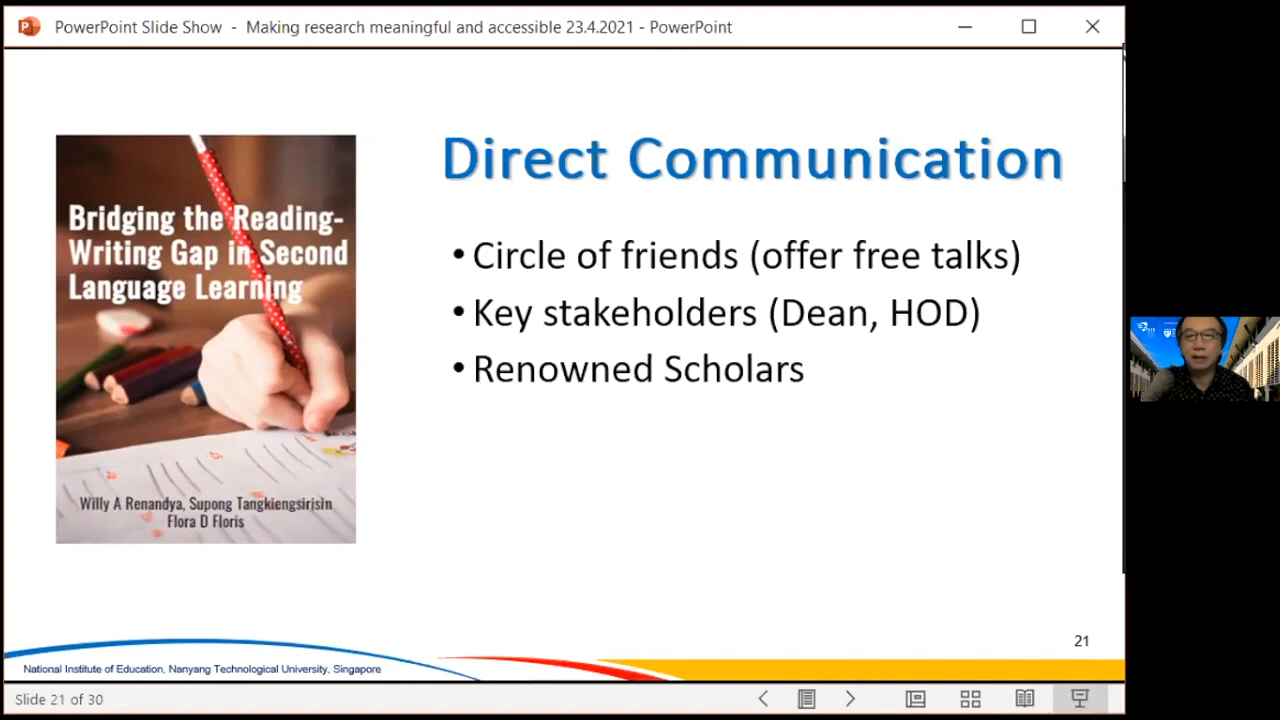 PowerPoint Slide Show - Making research meaningful and accessible 23.4.2021 - PowerPoint
Bridging the Reading-
Writing Gap in Second
Language Learning
Willy A Renandya, Supong Tangkiengsirisin
Flora D Floris
Direct Communication
• Circle of friends (offer free talks)
• Key stakeholders (Dean, HOD)
• Renowned Scholars
21
National Institute of Education, Nanyang Technological University, Singapore
Slide 21 of 30